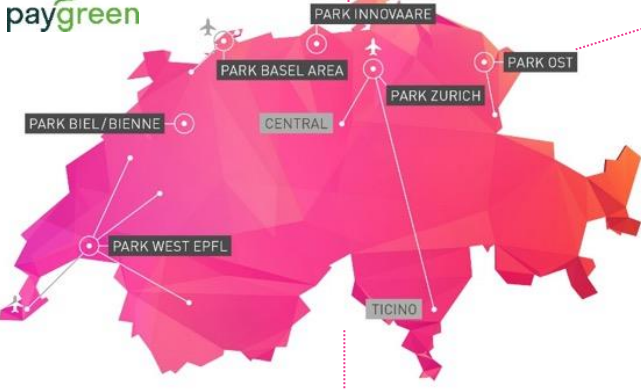 paygreen
PARK INNOVAARE
PARK BASEL AREA
PARK OST
PARK ZURICH
PARK BIEL/BIENNE
CENTRAL
PARK WEST EPFL
TICINO